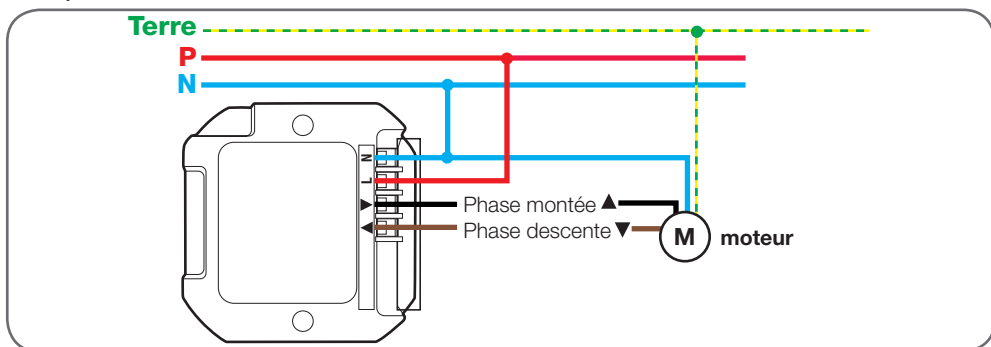 Terre
P
N
N
L
Phase montée ▲
Phase descente ▼
M moteur